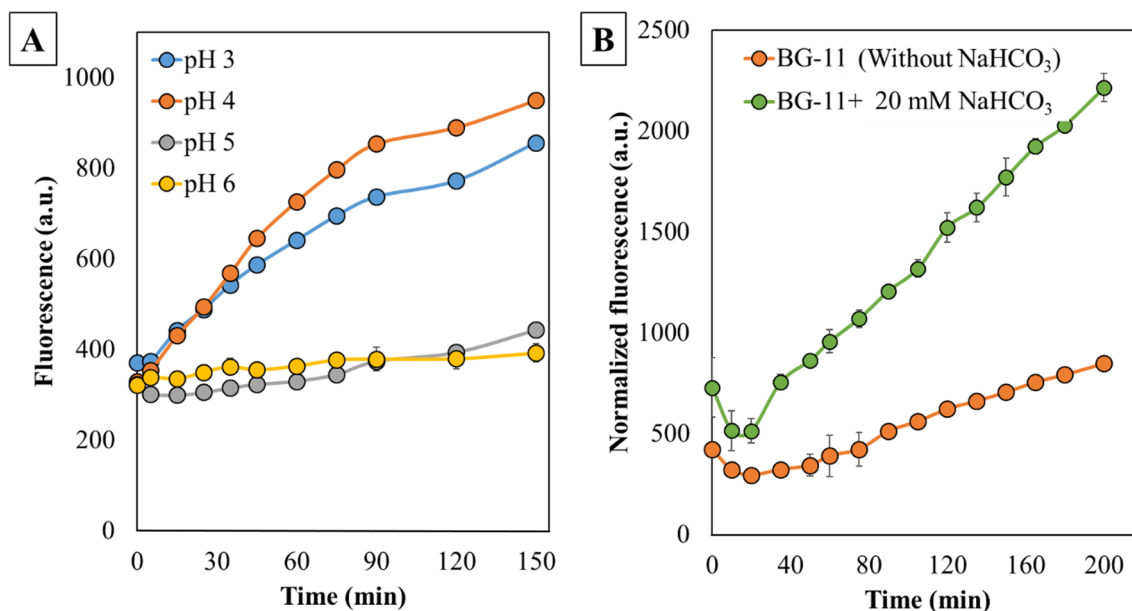 A
pH 3
pH 4
pH 5
pH 6
Fluorescence (a.u.)
1000
800
600
400
200
0
0 30 60 90 120 150
Time (min)
B
BG-11 (Without NaHCO₃)
BG-11+ 20 mM NaHCO₃
Normalized fluorescence (a.u.)
2500
2000
1500
1000
500
0
0 40 80 120 160 200
Time (min)